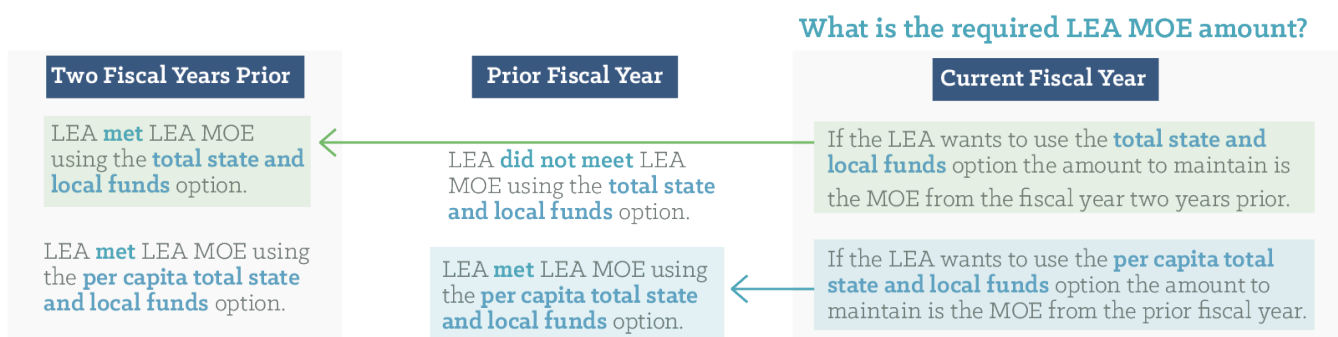 What is the required LEA MOE amount?
Two Fiscal Years Prior
LEA met LEA MOE
using the total state and
local funds option.
LEA met LEA MOE using
the per capita total state
and local funds option.
Prior Fiscal Year
LEA did not meet LEA
MOE using the total state
and local funds option.
LEA met LEA MOE using
the per capita total state
and local funds option.
Current Fiscal Year
If the LEA wants to use the total state and
local funds option the amount to maintain is
the MOE from the fiscal year two years prior.
If the LEA wants to use the per capita total
state and local funds option the amount to
maintain is the MOE from the prior fiscal year.